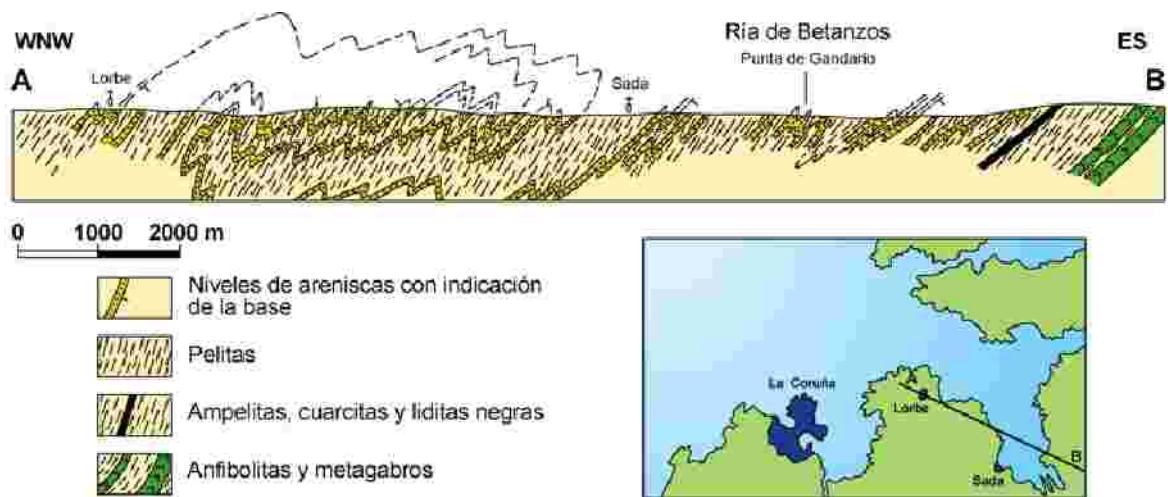 WNW
ES
A
B
Lorbe
Sada
Ría de Betanzos
Punta de Gandario
0 1000 2000 m
Niveles de areniscas con indicación
de la base
Pelitas
Ampelitas, cuarcitas y liditas negras
Anfibolitas y metagabros
La Coruña
A
Lorbe
Sada
B